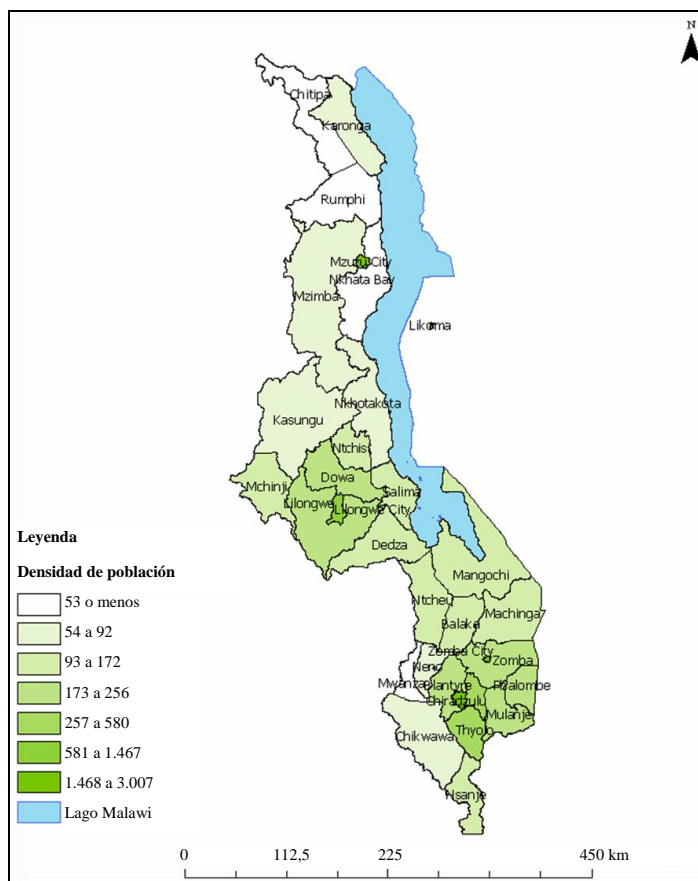 N
Chitipa
Karonga
Rumphi
Mzuzu City
Nkhata Bay
Mzimba
Likoma
Nkhotakota
Kasungu
Ntchisi
Dowa
Mchinji
Salima
Lilongwe
Lilongwe City
Dedza
Mangochi
Ntcheu
Machinga
Balaka
Zomba City
Zomba
Neno
Mwanza
Blantyre
Phalombe
Chiradzulu
Mulanje
Thyolo
Chikwawa
Nsanje
Leyenda
Densidad de población
53 o menos
54 a 92
93 a 172
173 a 256
257 a 580
581 a 1.467
1.468 a 3.007
Lago Malawi
0 112,5 225 450 km